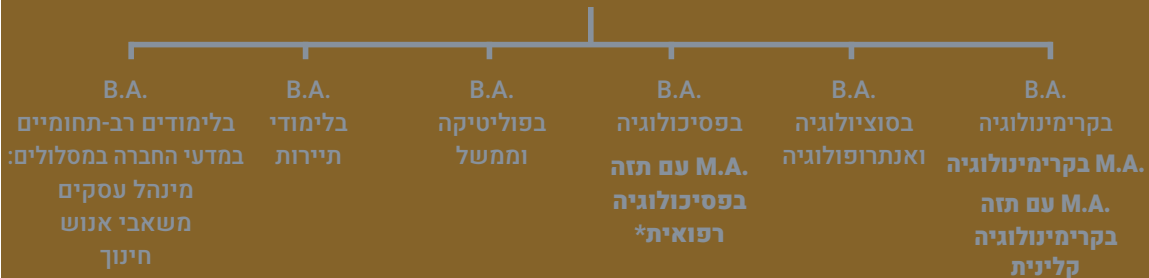 B.A.
בקרימינולוגיה
M.A. בקרימינולוגיה
M.A. עם תזה
בקרימינולוגיה
קלינית
B.A.
בסוציולוגיה
ואנתרופולוגיה
B.A.
בפסיכולוגיה
M.A. עם תזה
בפסיכולוגיה
רפואית*
B.A.
בפוליטיקה
וממשל
B.A.
בלימודי
תיירות
B.A.
בלימודים רב-תחומיים
במדעי החברה במסלולים:
מינהל עסקים
משאבי אנוש
חינוך